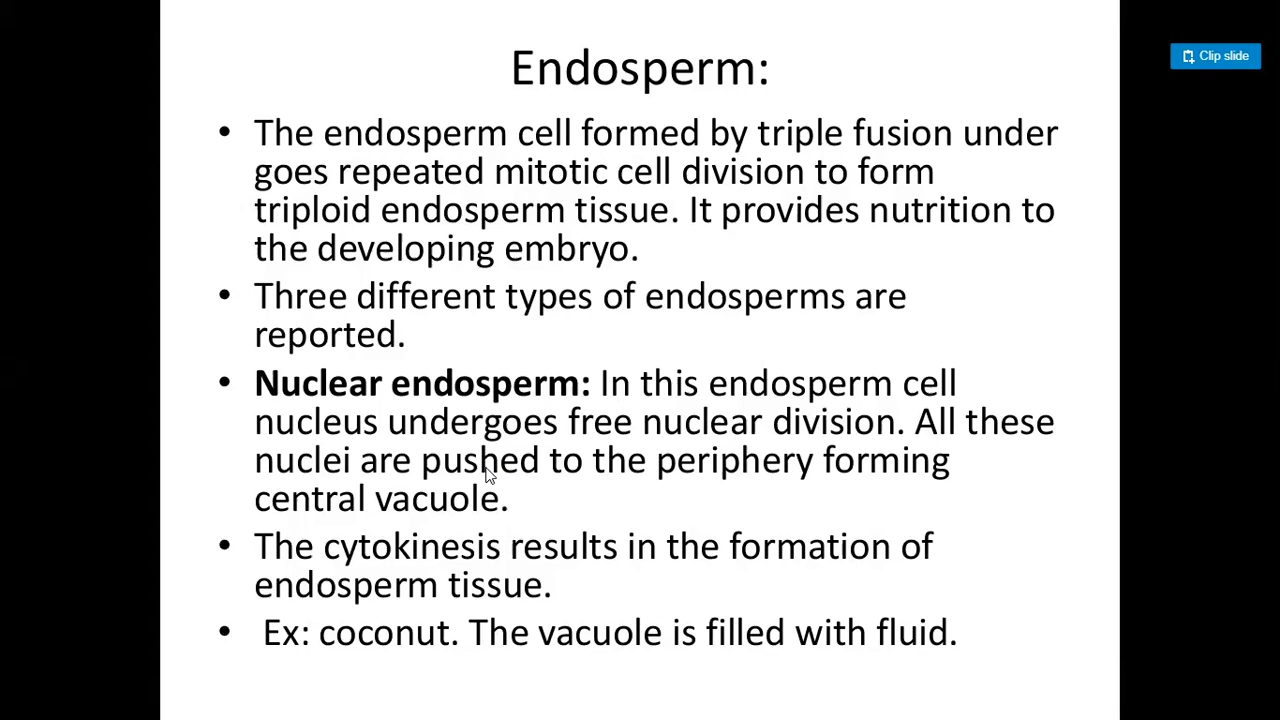 Clip slide
Endosperm:
• The endosperm cell formed by triple fusion under
goes repeated mitotic cell division to form
triploid endosperm tissue. It provides nutrition to
the developing embryo.
• Three different types of endosperms are
reported.
• Nuclear endosperm: In this endosperm cell
nucleus undergoes free nuclear division. All these
nuclei are pushed to the periphery forming
central vacuole.
• The cytokinesis results in the formation of
endosperm tissue.
• Ex: coconut. The vacuole is filled with fluid.